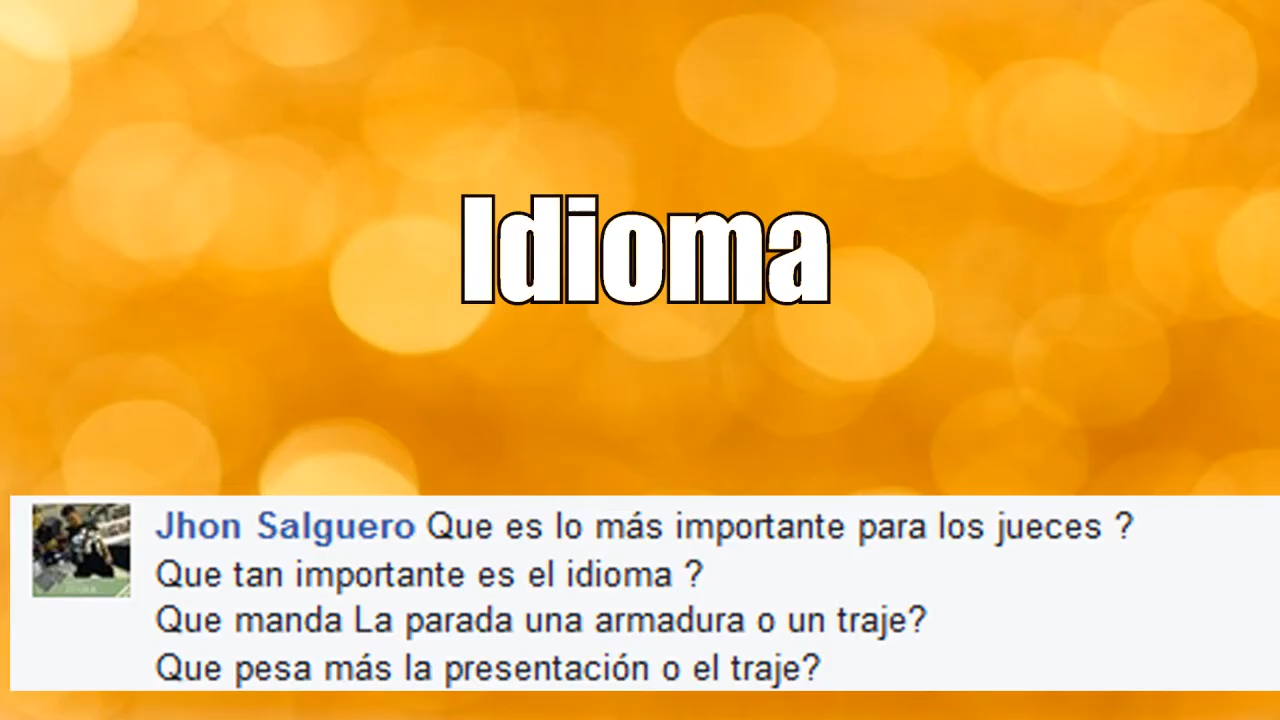 Idioma
Jhon Salguero Que es lo más importante para los jueces ?
Que tan importante es el idioma ?
Que manda La parada una armadura o un traje?
Que pesa más la presentación o el traje?